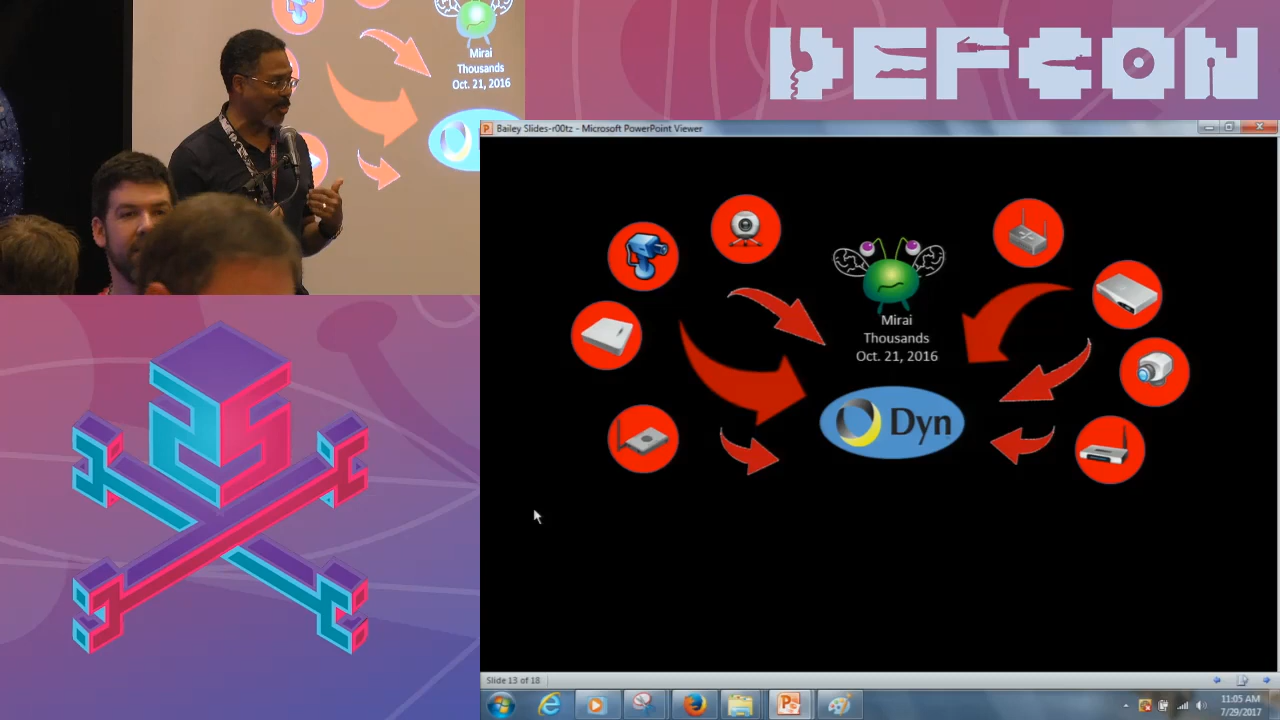 Mirai
Thousands
Oct. 21, 2016
DEFCON
Bailey Slides-r00tz - Microsoft PowerPoint Viewer
Mirai
Thousands
Oct. 21, 2016
Dyn
Slide 13 of 18
11:05 AM
7/29/2017